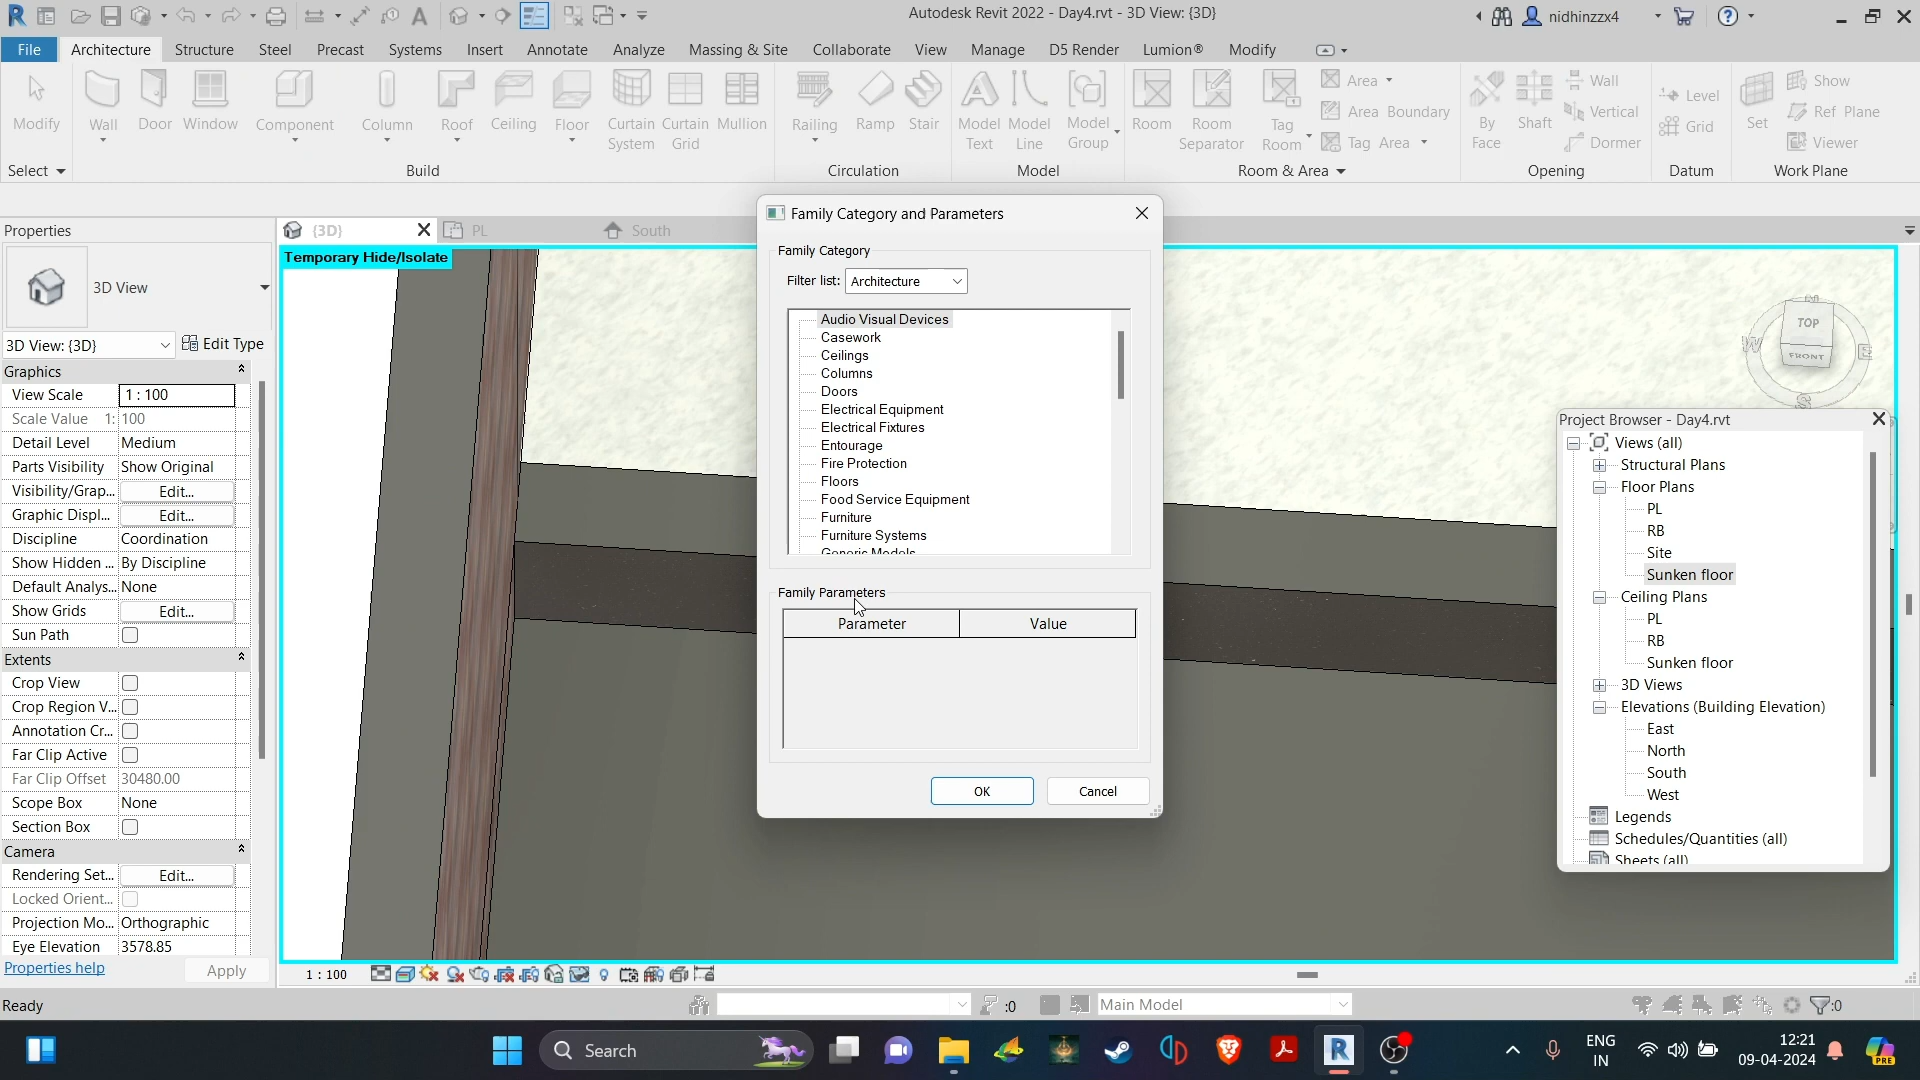 Autodesk Revit 2022 - Day4.rvt - 3D View: {3D}
nidhinzzx4
File Architecture Structure Steel Precast Systems Insert Annotate Analyze Massing & Site Collaborate View Manage D5 Render Lumion® Modify
Modify
Wall Door Window Component Column Roof Ceiling Floor Curtain System Curtain Grid Mullion
Railing Ramp Stair
Model Text Model Line Model Group
Room Room Separator Tag Room
Area
Area Boundary
Tag Area
By Face Shaft
Wall
Vertical
Dormer
Level
Grid
Set
Show
Ref Plane
Viewer
Select Build Circulation Model Room & Area Opening Datum Work Plane
Properties
{3D} PL South
3D View
3D View: {3D} Edit Type
Graphics
View Scale 1 : 100
Scale Value 1: 100
Detail Level Medium
Parts Visibility Show Original
Visibility/Grap... Edit...
Graphic Displ... Edit...
Discipline Coordination
Show Hidden ... By Discipline
Default Analys... None
Show Grids Edit...
Sun Path
Extents
Crop View
Crop Region V...
Annotation Cr...
Far Clip Active
Far Clip Offset 30480.00
Scope Box None
Section Box
Camera
Rendering Set... Edit...
Locked Orient...
Projection Mo... Orthographic
Eye Elevation 3578.85
Properties help Apply
Temporary Hide/Isolate
Family Category and Parameters
Family Category
Filter list: Architecture
Audio Visual Devices
Casework
Ceilings
Columns
Doors
Electrical Equipment
Electrical Fixtures
Entourage
Fire Protection
Floors
Food Service Equipment
Furniture
Furniture Systems
Generic Models
Family Parameters
Parameter Value
OK Cancel
N
TOP
W FRONT E
S
Project Browser - Day4.rvt
Views (all)
Structural Plans
Floor Plans
PL
RB
Site
Sunken floor
Ceiling Plans
PL
RB
Sunken floor
3D Views
Elevations (Building Elevation)
East
North
South
West
Legends
Schedules/Quantities (all)
Sheets (all)
1 : 100
Ready :0 Main Model :0
Search
ENG
IN
12:21
09-04-2024
PRE